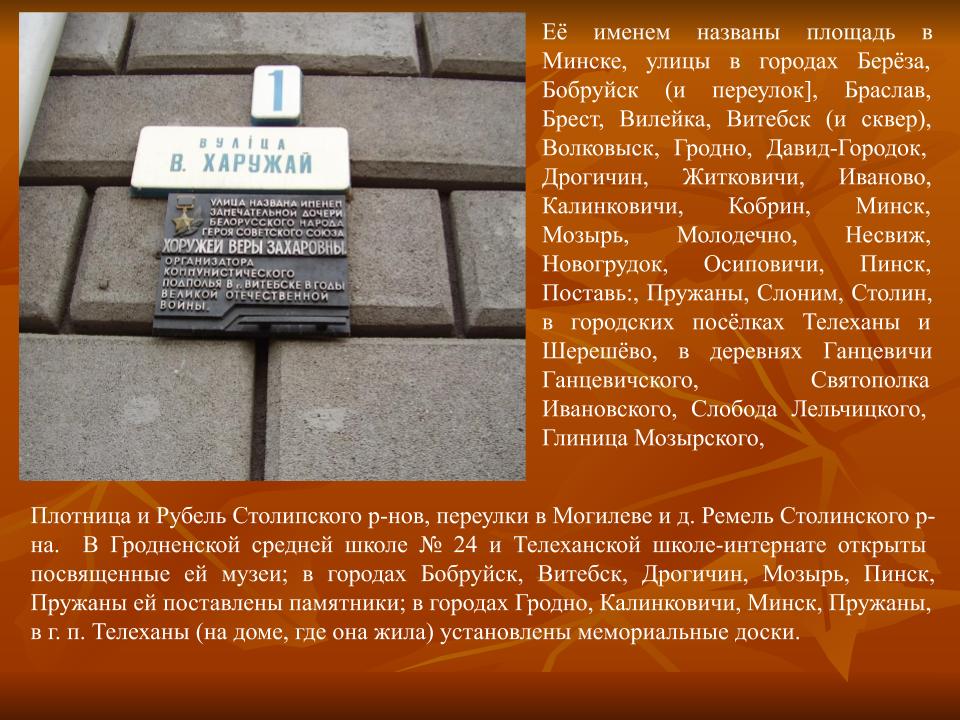 1
ВУЛІЦА
В. ХАРУЖАЙ
УЛИЦА НАЗВАНА ИМЕНЕМ
ЗАМЕЧАТЕЛЬНОЙ ДОЧЕРИ
БЕЛОРУССКОГО НАРОДА
ГЕРОЯ СОВЕТСКОГО СОЮЗА
ХОРУЖЕЙ ВЕРЫ ЗАХАРОВНЫ,
ОРГАНИЗАТОРА
КОММУНИСТИЧЕСКОГО
ПОДПОЛЬЯ В г. ВИТЕБСКЕ В ГОДЫ
ВЕЛИКОЙ ОТЕЧЕСТВЕННОЙ
ВОЙНЫ.
Её именем названы площадь в
Минске, улицы в городах Берёза,
Бобруйск (и переулок], Браслав,
Брест, Вилейка, Витебск (и сквер),
Волковыск, Гродно, Давид-Городок,
Дрогичин, Житковичи, Иваново,
Калинковичи, Кобрин, Минск,
Мозырь, Молодечно, Несвиж,
Новогрудок, Осиповичи, Пинск,
Поставь:, Пружаны, Слоним, Столин,
в городских посёлках Телеханы и
Шерешёво, в деревнях Ганцевичи
Ганцевичского, Святополка
Ивановского, Слобода Лельчицкого,
Глиница Мозырского,
Плотница и Рубель Столипского р-нов, переулки в Могилеве и д. Ремель Столинского р-
на. В Гродненской средней школе № 24 и Телеханской школе-интернате открыты
посвященные ей музеи; в городах Бобруйск, Витебск, Дрогичин, Мозырь, Пинск,
Пружаны ей поставлены памятники; в городах Гродно, Калинковичи, Минск, Пружаны,
в г. п. Телеханы (на доме, где она жила) установлены мемориальные доски.